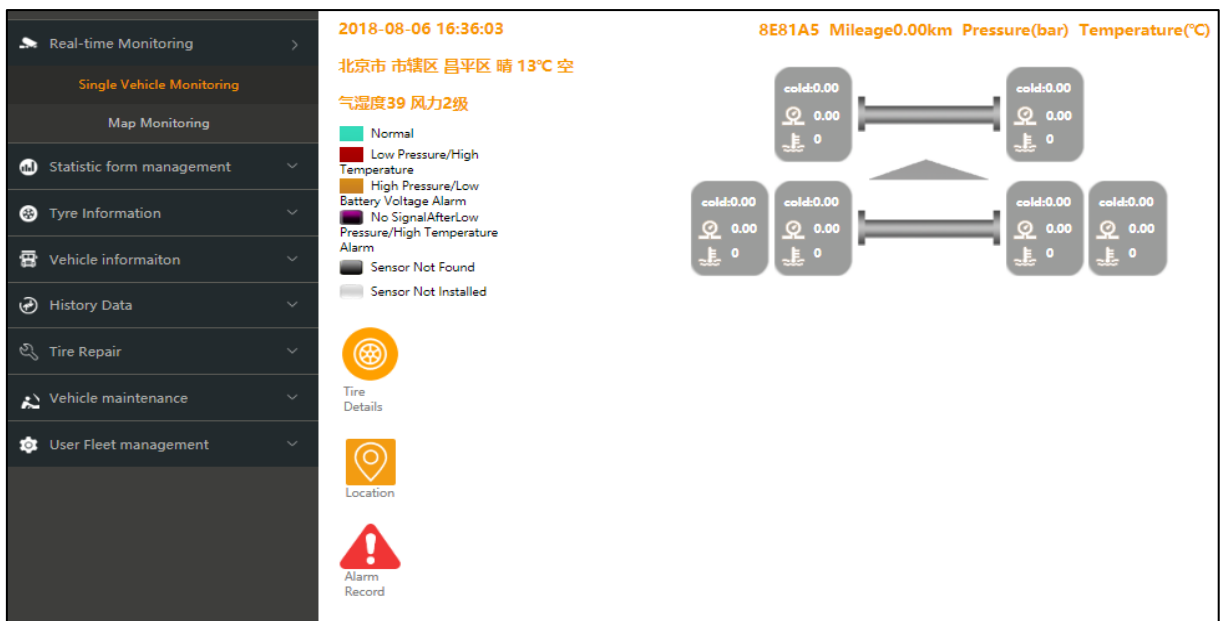 Real-time Monitoring
Single Vehicle Monitoring
Map Monitoring
Statistic form management
Tyre Information
Vehicle informaiton
History Data
Tire Repair
Vehicle maintenance
User Fleet management
2018-08-06 16:36:03
北京市 市辖区 昌平区 晴 13℃ 空
气湿度39 风力2级
Normal
Low Pressure/High
Temperature
High Pressure/Low
Battery Voltage Alarm
No SignalAfterLow
Pressure/High Temperature
Alarm
Sensor Not Found
Sensor Not Installed
Tire
Details
Location
Alarm
Record
8E81A5 Mileage0.00km Pressure(bar) Temperature(℃)
cold:0.00 cold:0.00
0.00 0.00
0 0
cold:0.00 cold:0.00 cold:0.00 cold:0.00
0.00 0.00 0.00 0.00
0 0 0 0